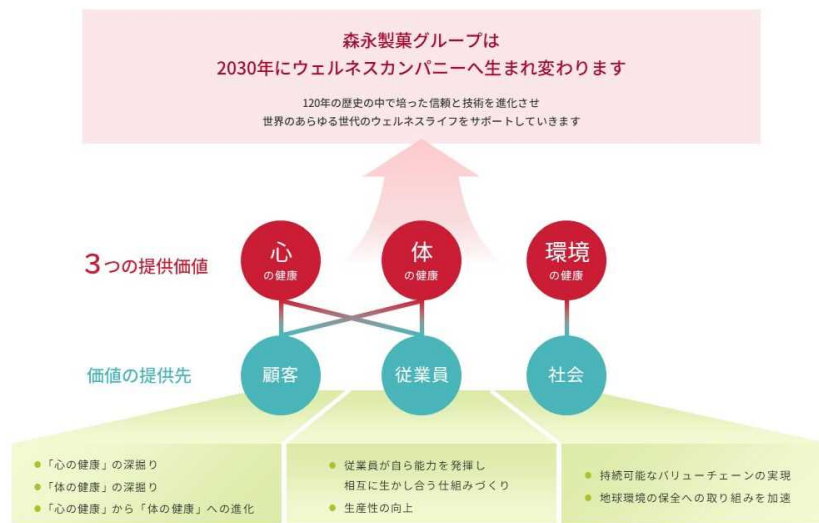 森永製菓グループは
2030年にウェルネスカンパニーへ生まれ変わります
120年の歴史の中で培った信頼と技術を進化させ
世界のあらゆる世代のウェルネスライフをサポートしていきます
3つの提供価値
心
の健康
体
の健康
環境
の健康
価値の提供先
顧客
従業員
社会
●「心の健康」の深掘り
●「体の健康」の深掘り
●「心の健康」から「体の健康」への進化
● 従業員が自ら能力を発揮し
相互に生かし合う仕組みづくり
● 生産性の向上
● 持続可能なバリューチェーンの実現
● 地球環境の保全への取り組みを加速